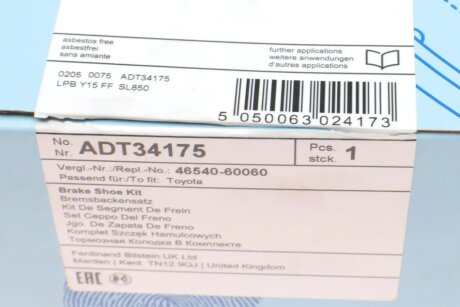 asbestos free
asbestfrei
sans amiante
further applications
weitere anwendungen
d'autres applications
0205 0075 ADT34175
LPB Y15 FF SL850
5 050063 024173
No.
Nr. ADT34175
Pcs.
stck. 1
Vergl.-Nr./Repl.-No.: 46540-60060
Passend für:/To fit: Toyota
Brake Shoe Kit
Bremsbackensatz
Kit De Segment De Frein
Set Ceppo Del Freno
Jgo. De Zapata De Freno
Komplet Szczęk Hamulcowych
Тормозная Колодка В Комплекте
Ferdinand Bilstein UK Ltd
Marden | Kent TN12 9QJ | United Kingdom
EAC